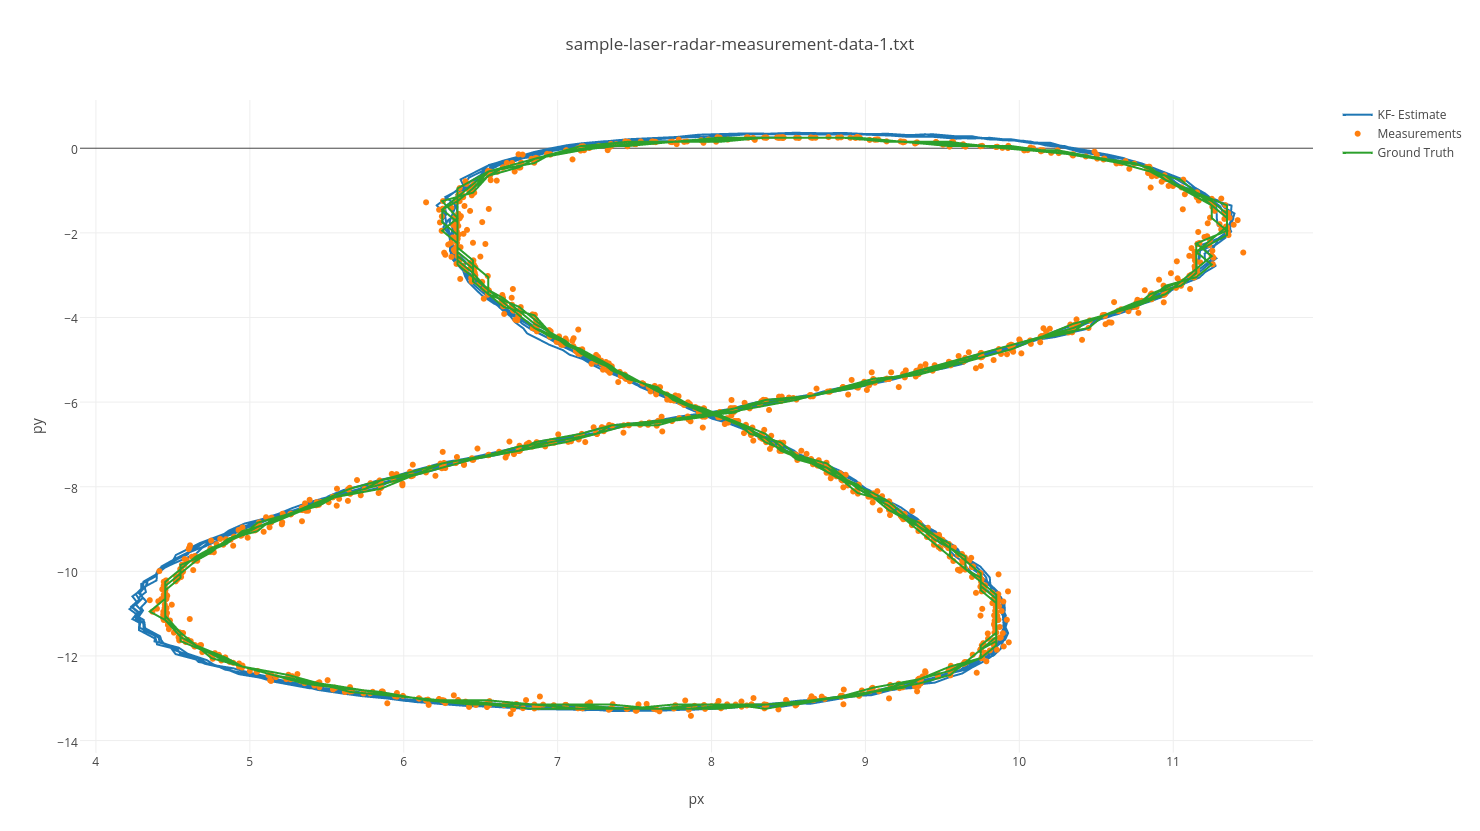 sample-laser-radar-measurement-data-1.txt
KF- Estimate
Measurements
Ground Truth
0
−2
−4
−6
−8
−10
−12
−14
py
4 5 6 7 8 9 10 11
px